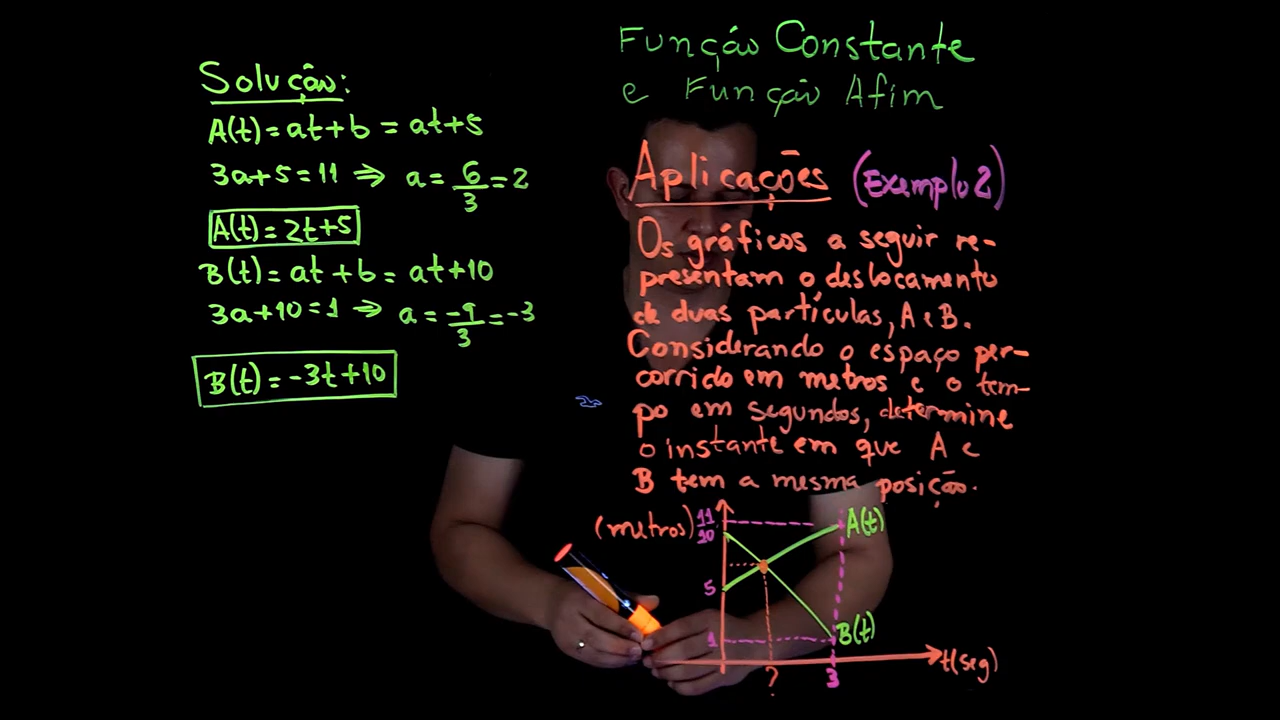 Função Constante
e Função Afim
Aplicações (Exemplo 2)
Os gráficos a seguir re-
presentam o deslocamento
de duas partículas, A e B.
Considerando o espaço per-
corrido em metros e o tem-
po em segundos, determine
o instante em que A e
B tem a mesma posição.
(metros)
11
10
5
1
A(t)
B(t)
?
3
t(seg)
Solução:
A(t) = at+b = at+5
3a+5=11 ⇒ a = 6/3 = 2
A(t) = 2t+5
B(t) = at+b = at+10
3a+10=1 ⇒ a = -9/3 = -3
B(t) = -3t+10